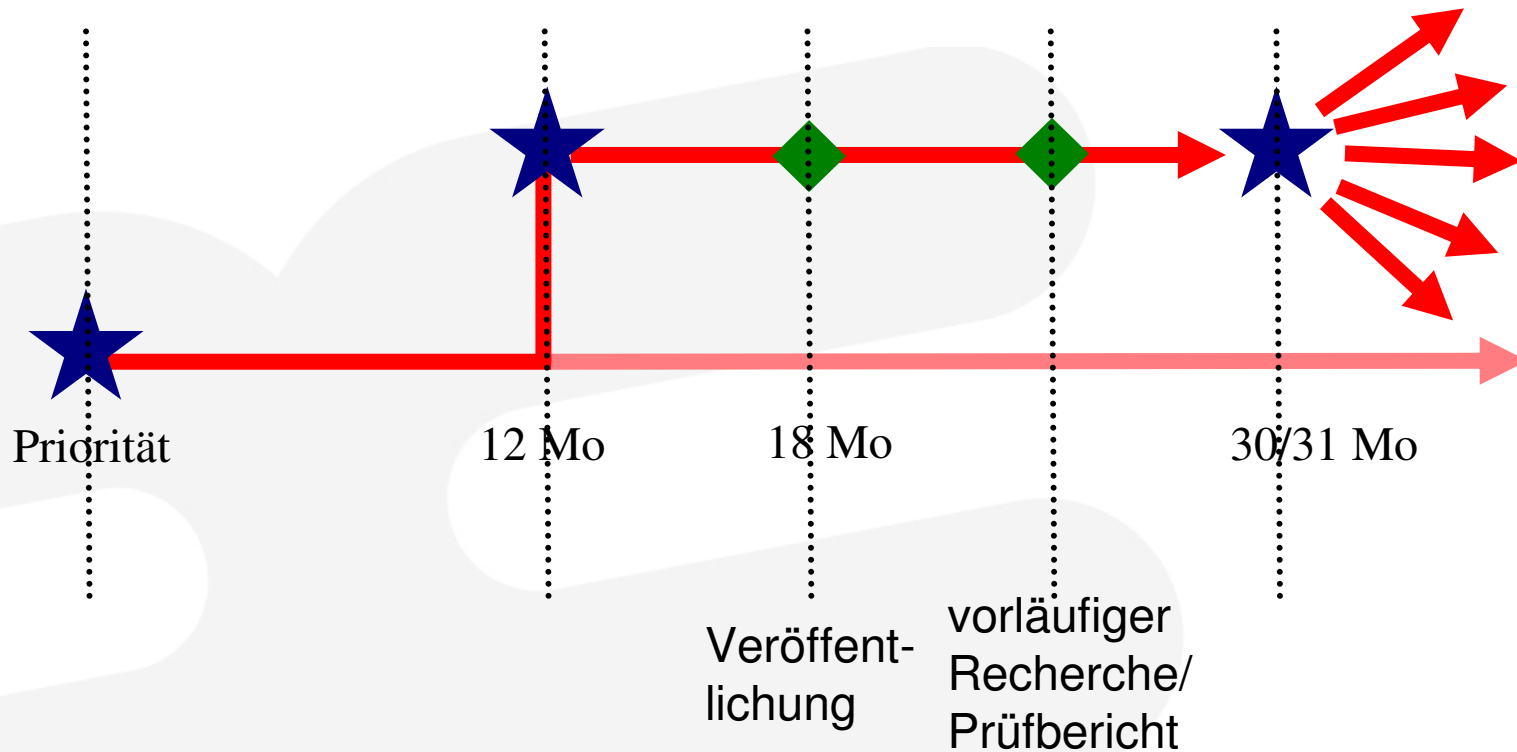 Priorität
12 Mo
18 Mo
30/31 Mo
Veröffent-
lichung
vorläufiger
Recherche/
Prüfbericht